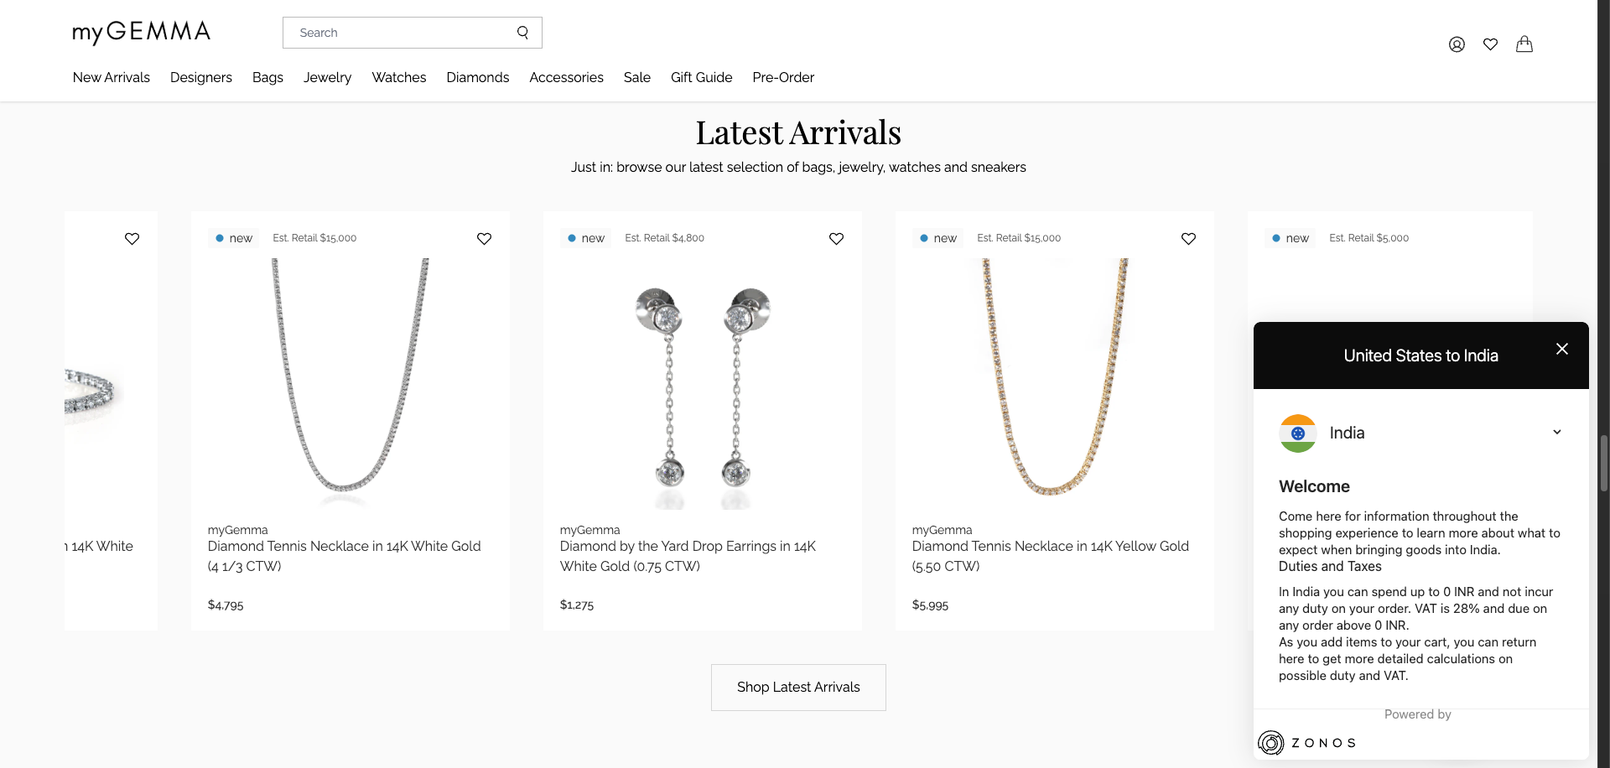 myGEMMA
Search
New Arrivals Designers Bags Jewelry Watches Diamonds Accessories Sale Gift Guide Pre-Order
Latest Arrivals
Just in: browse our latest selection of bags, jewelry, watches and sneakers
14K White
new Est. Retail $15,000
myGemma
Diamond Tennis Necklace in 14K White Gold
(4 1/3 CTW)
$4,795
new Est. Retail $4,800
myGemma
Diamond by the Yard Drop Earrings in 14K
White Gold (0.75 CTW)
$1,275
new Est. Retail $15,000
myGemma
Diamond Tennis Necklace in 14K Yellow Gold
(5.50 CTW)
$5,995
new Est. Retail $5,000
Shop Latest Arrivals
United States to India
India
Welcome
Come here for information throughout the
shopping experience to learn more about what to
expect when bringing goods into India.
Duties and Taxes
In India you can spend up to 0 INR and not incur
any duty on your order. VAT is 28% and due on
any order above 0 INR.
As you add items to your cart, you can return
here to get more detailed calculations on
possible duty and VAT.
Powered by
ZONOS